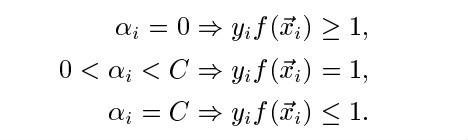 αᵢ = 0 ⇒ yᵢf(x⃗ᵢ) ≥ 1,
0 < αᵢ < C ⇒ yᵢf(x⃗ᵢ) = 1,
αᵢ = C ⇒ yᵢf(x⃗ᵢ) ≤ 1.